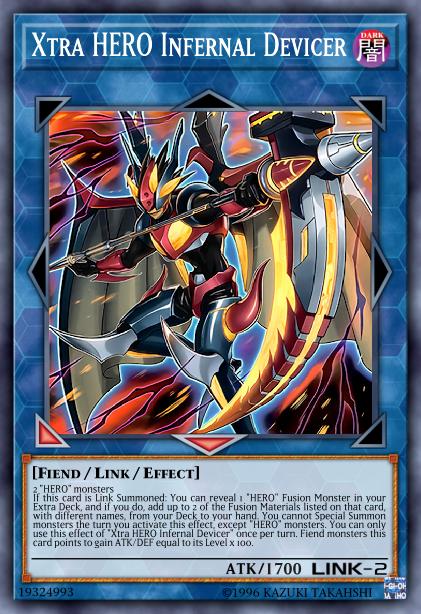 Xtra HERO Infernal Devicer
DARK
闇
[Fiend / Link / Effect]
2 "HERO" monsters
If this card is Link Summoned: You can reveal 1 "HERO" Fusion Monster in your
Extra Deck, and if you do, add up to 2 of the Fusion Materials listed on that card,
with different names, from your Deck to your hand. You cannot Special Summon
monsters the turn you activate this effect, except "HERO" monsters. You can only
use this effect of "Xtra HERO Infernal Devicer" once per turn. Fiend monsters this
card points to gain ATK/DEF equal to its Level x 100.
ATK/1700 LINK-2
19324993
©1996 KAZUKI TAKAHSHI